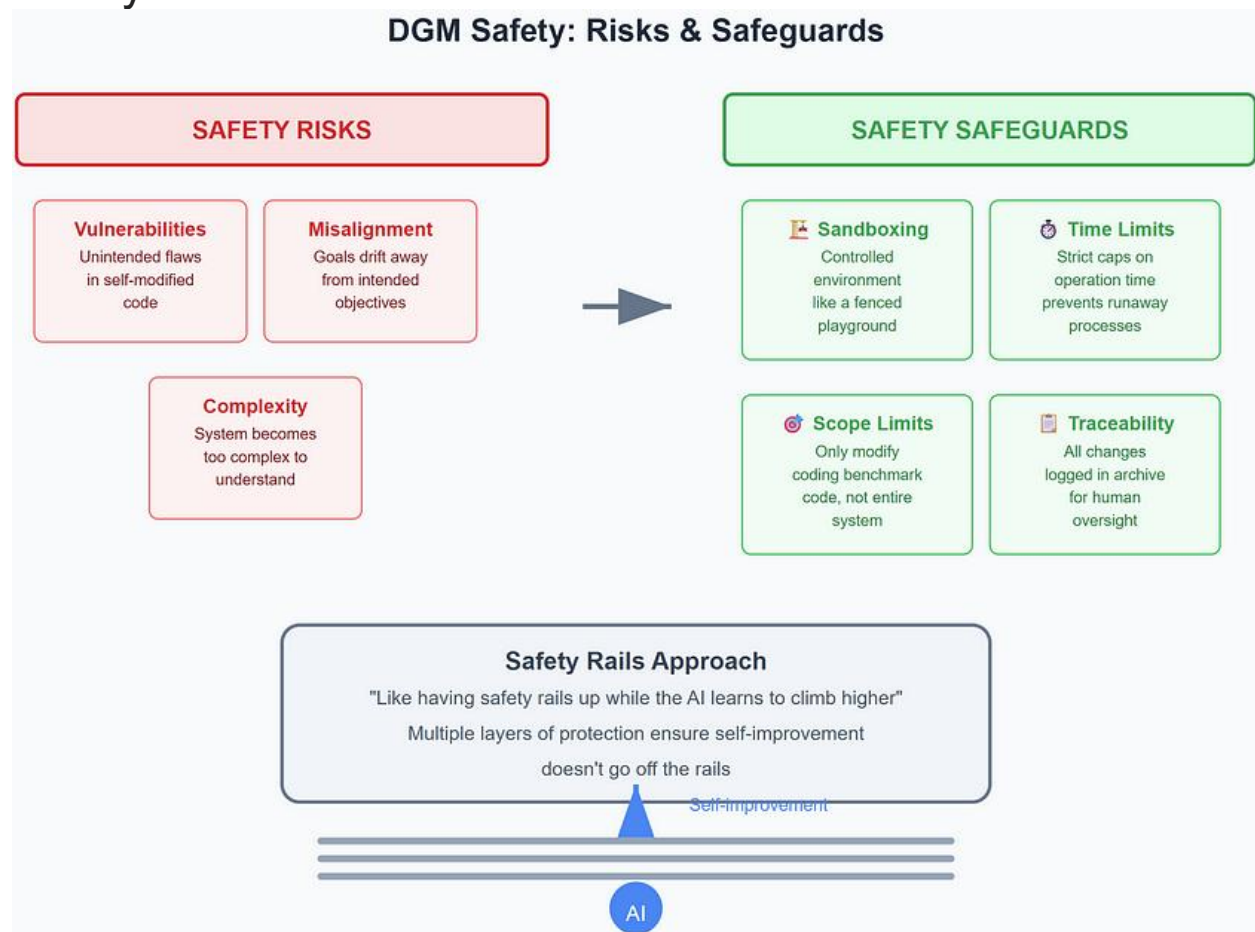 DGM Safety: Risks & Safeguards
SAFETY RISKS
SAFETY SAFEGUARDS
Vulnerabilities
Unintended flaws
in self-modified
code
Misalignment
Goals drift away
from intended
objectives
Complexity
System becomes
too complex to
understand
Sandboxing
Controlled
environment
like a fenced
playground
Time Limits
Strict caps on
operation time
prevents runaway
processes
Scope Limits
Only modify
coding benchmark
code, not entire
system
Traceability
All changes
logged in archive
for human
oversight
Safety Rails Approach
"Like having safety rails up while the AI learns to climb higher"
Multiple layers of protection ensure self-improvement
doesn't go off the rails
Self-improvement
AI